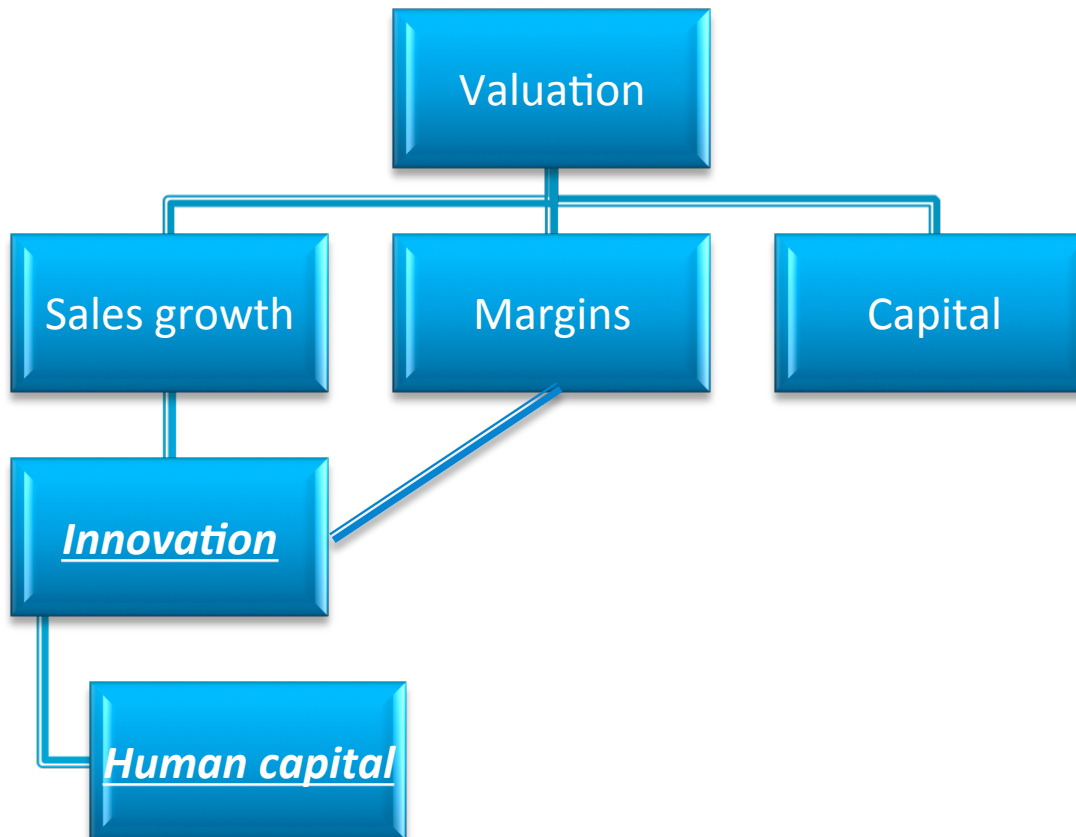 Valuation
Sales growth
Margins
Capital
Innovation
Human capital